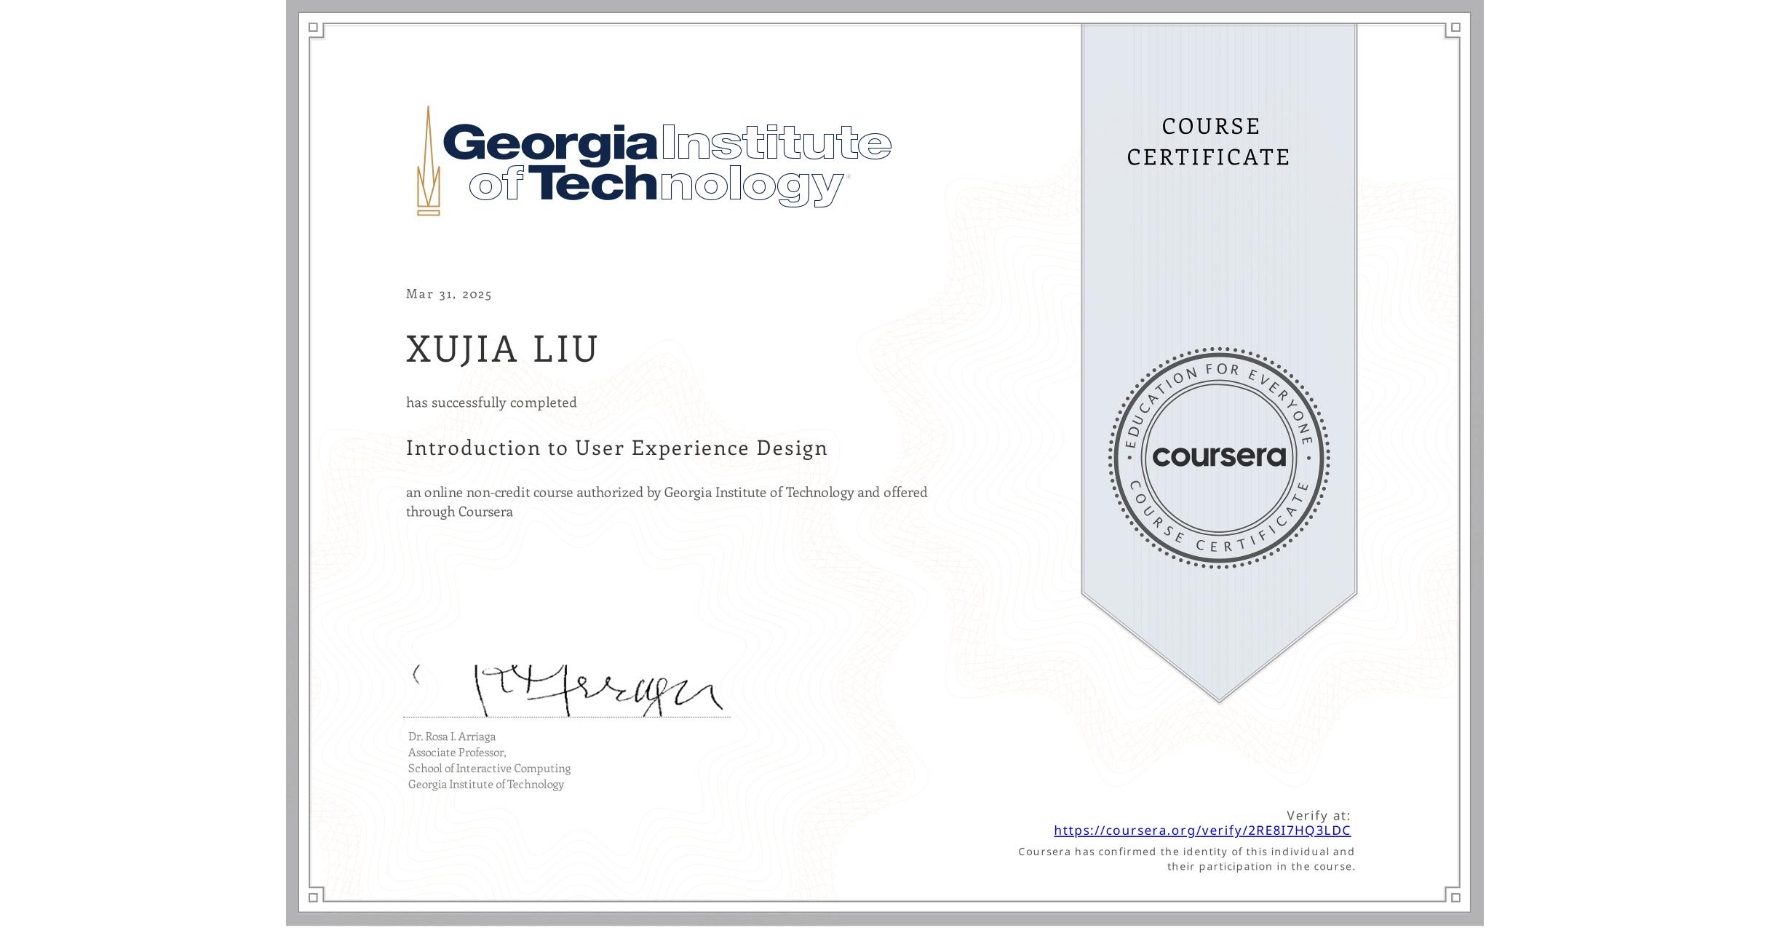 Georgia Institute
of Technology
COURSE
CERTIFICATE
Mar 31, 2025
XUJIA LIU
has successfully completed
Introduction to User Experience Design
an online non-credit course authorized by Georgia Institute of Technology and offered
through Coursera
EDUCATION FOR EVERYONE
coursera
COURSE CERTIFICATE
Dr. Rosa I. Arriaga
Associate Professor,
School of Interactive Computing
Georgia Institute of Technology
Verify at:
https://coursera.org/verify/2RE8I7HQ3LDC
Coursera has confirmed the identity of this individual and
their participation in the course.